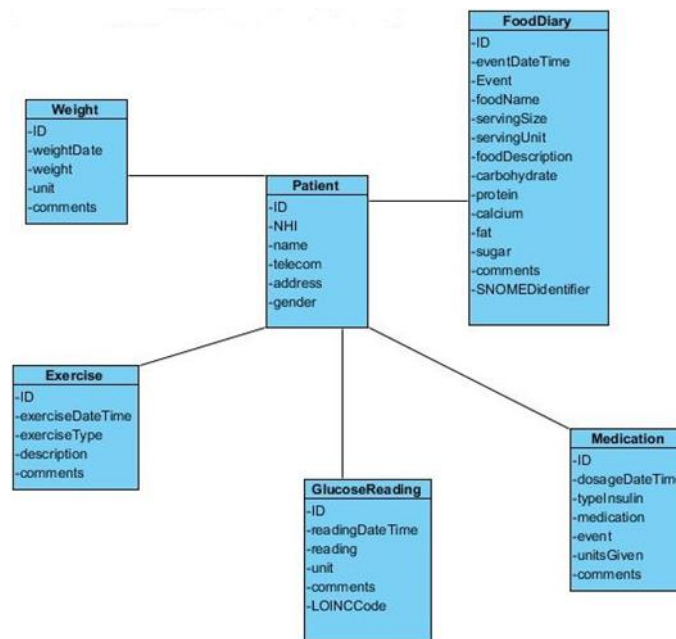 FoodDiary
-ID
-eventDateTime
-Event
-foodName
-servingSize
-servingUnit
-foodDescription
-carbohydrate
-protein
-calcium
-fat
-sugar
-comments
-SNOMEDidentifier
Weight
-ID
-weightDate
-weight
-unit
-comments
Patient
-ID
-NHI
-name
-telecom
-address
-gender
Exercise
-ID
-exerciseDateTime
-exerciseType
-description
-comments
GlucoseReading
-ID
-readingDateTime
-reading
-unit
-comments
-LOINCCode
Medication
-ID
-dosageDateTime
-typeInsulin
-medication
-event
-unitsGiven
-comments